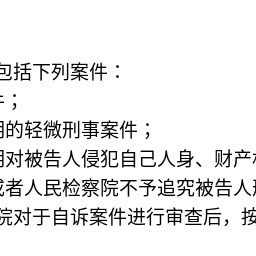 包括下列案件：
件；
明的轻微刑事案件；
明对被告人侵犯自己人身、财产
或者人民检察院不予追究被告人
院对于自诉案件进行审查后，按